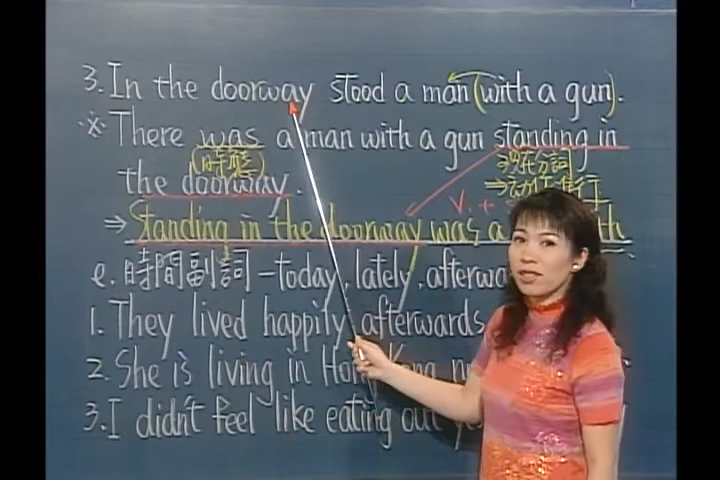 3. In the doorway stood a man (with a gun).
※ There was a man with a gun standing in
(時態) ⇒現在分詞
the doorway. ⇒動作進行
V. +
⇒ Standing in the doorway was a
e. 時間副詞 - today, lately, afterwa
1. They lived happily afterwards
2. She is living in Hong Kong
3. I didn't feel like eating out